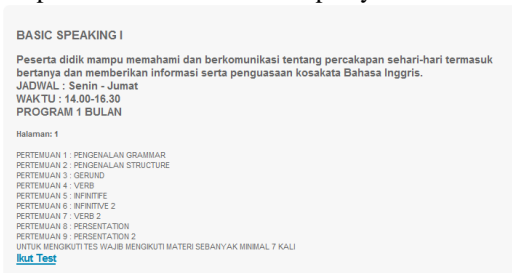 BASIC SPEAKING I
Peserta didik mampu memahami dan berkomunikasi tentang percakapan sehari-hari termasuk
bertanya dan memberikan informasi serta penguasaan kosakata Bahasa Inggris.
JADWAL : Senin - Jumat
WAKTU : 14.00-16.30
PROGRAM 1 BULAN
Halaman: 1
PERTEMUAN 1 : PENGENALAN GRAMMAR
PERTEMUAN 2 : PENGENALAN STRUCTURE
PERTEMUAN 3 : GERUND
PERTEMUAN 4 : VERB
PERTEMUAN 5 : INFINITIFE
PERTEMUAN 6 : INFINITIVE 2
PERTEMUAN 7 : VERB 2
PERTEMUAN 8 : PERSENTATION
PERTEMUAN 9 : PERSENTATION 2
UNTUK MENGIKUTI TES WAJIB MENGIKUTI MATERI SEBANYAK MINIMAL 7 KALI
Ikut Test